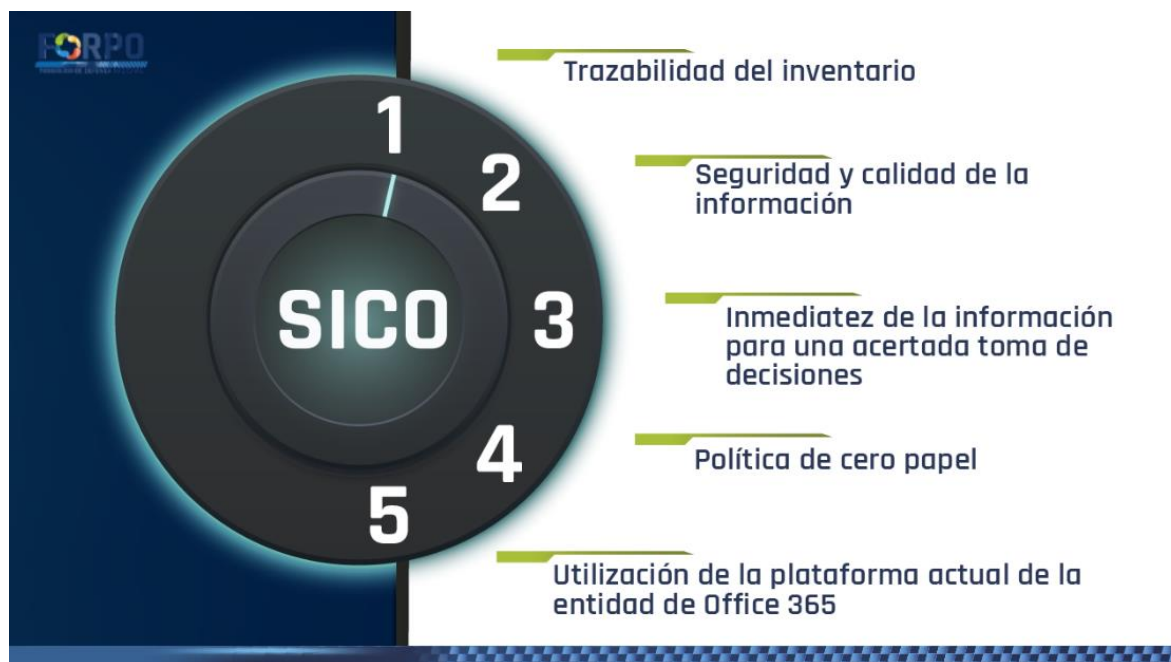 FORPO
1
Trazabilidad del inventario
2
Seguridad y calidad de la
información
3
Inmediatez de la información
para una acertada toma de
decisiones
4
Política de cero papel
5
Utilización de la plataforma actual de la
entidad de Office 365
SICO